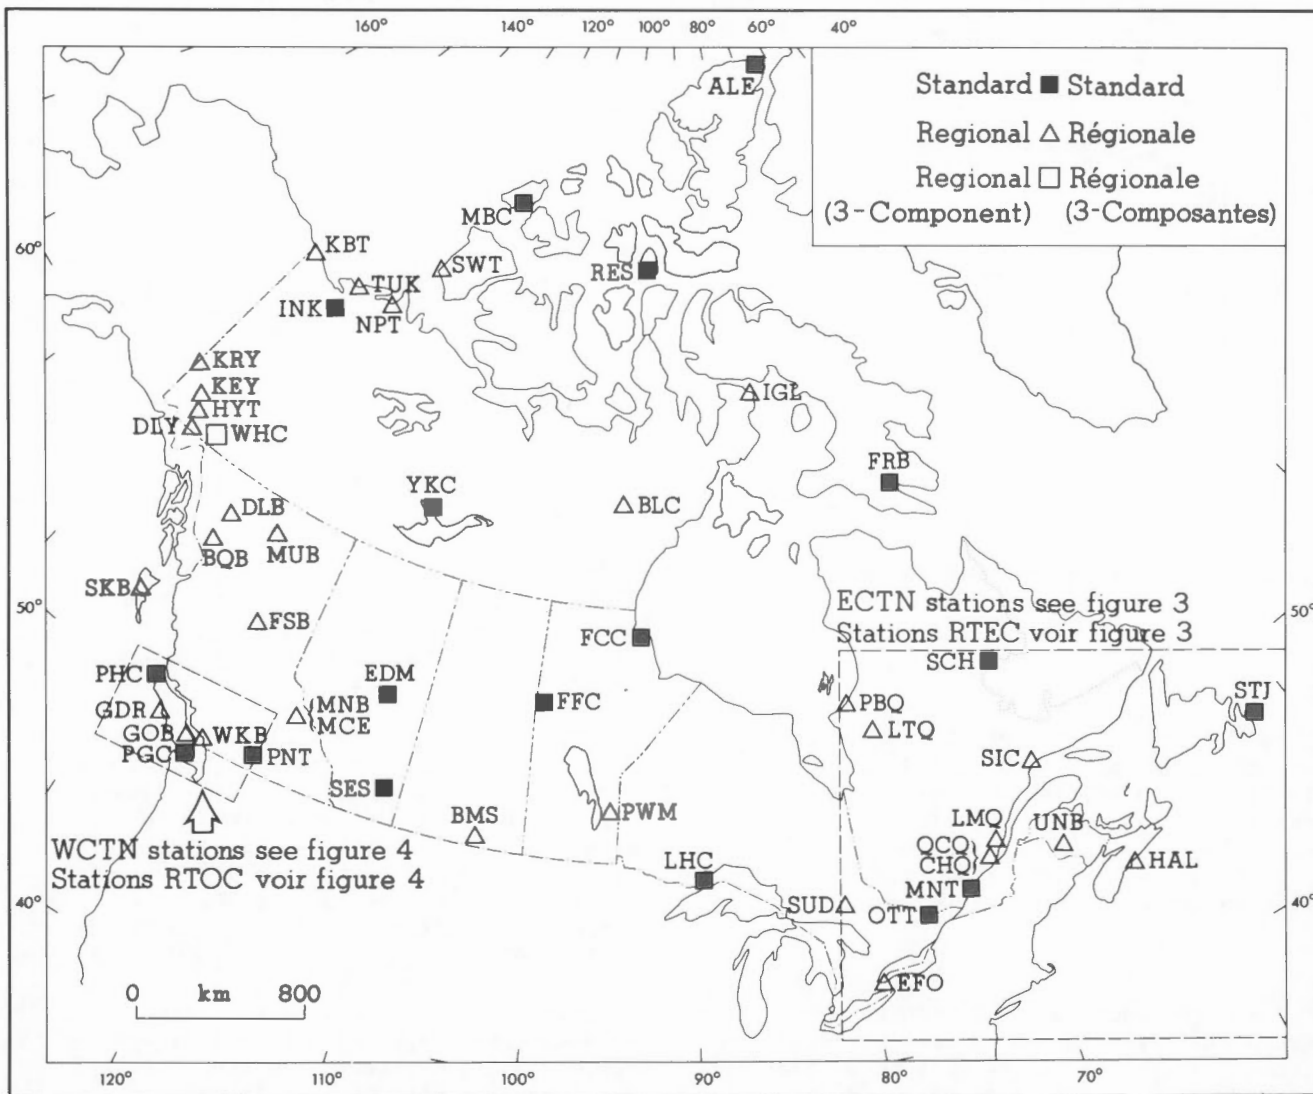 160° 140° 120° 110° 100° 80° 60° 40°
Standard Standard
Regional Régionale
Regional Régionale
(3-Component) (3-Composantes)
ALE
MBC
60°
KBT
SWT
RES
TUK
INK
NPT
KRY
KEY
HYT
DLY
WHC
IGL
FRB
YKC
BLC
DLB
BQB
MUB
SKB
50°
50°
ECTN stations see figure 3
Stations RTEC voir figure 3
FSB
FCC
SCH
PHC
EDM
GDR
MNB
MCE
FFC
PBQ
STJ
GOB
WKB
LTQ
PGC
PNT
SIC
SES
BMS
PWM
LMQ
UNB
WCTN stations see figure 4
Stations RTOC voir figure 4
QCQ
CHQ
LHC
HAL
MNT
40°
SUD
OTT
40°
EFO
0 km 800
120° 110° 100° 90° 80° 70°